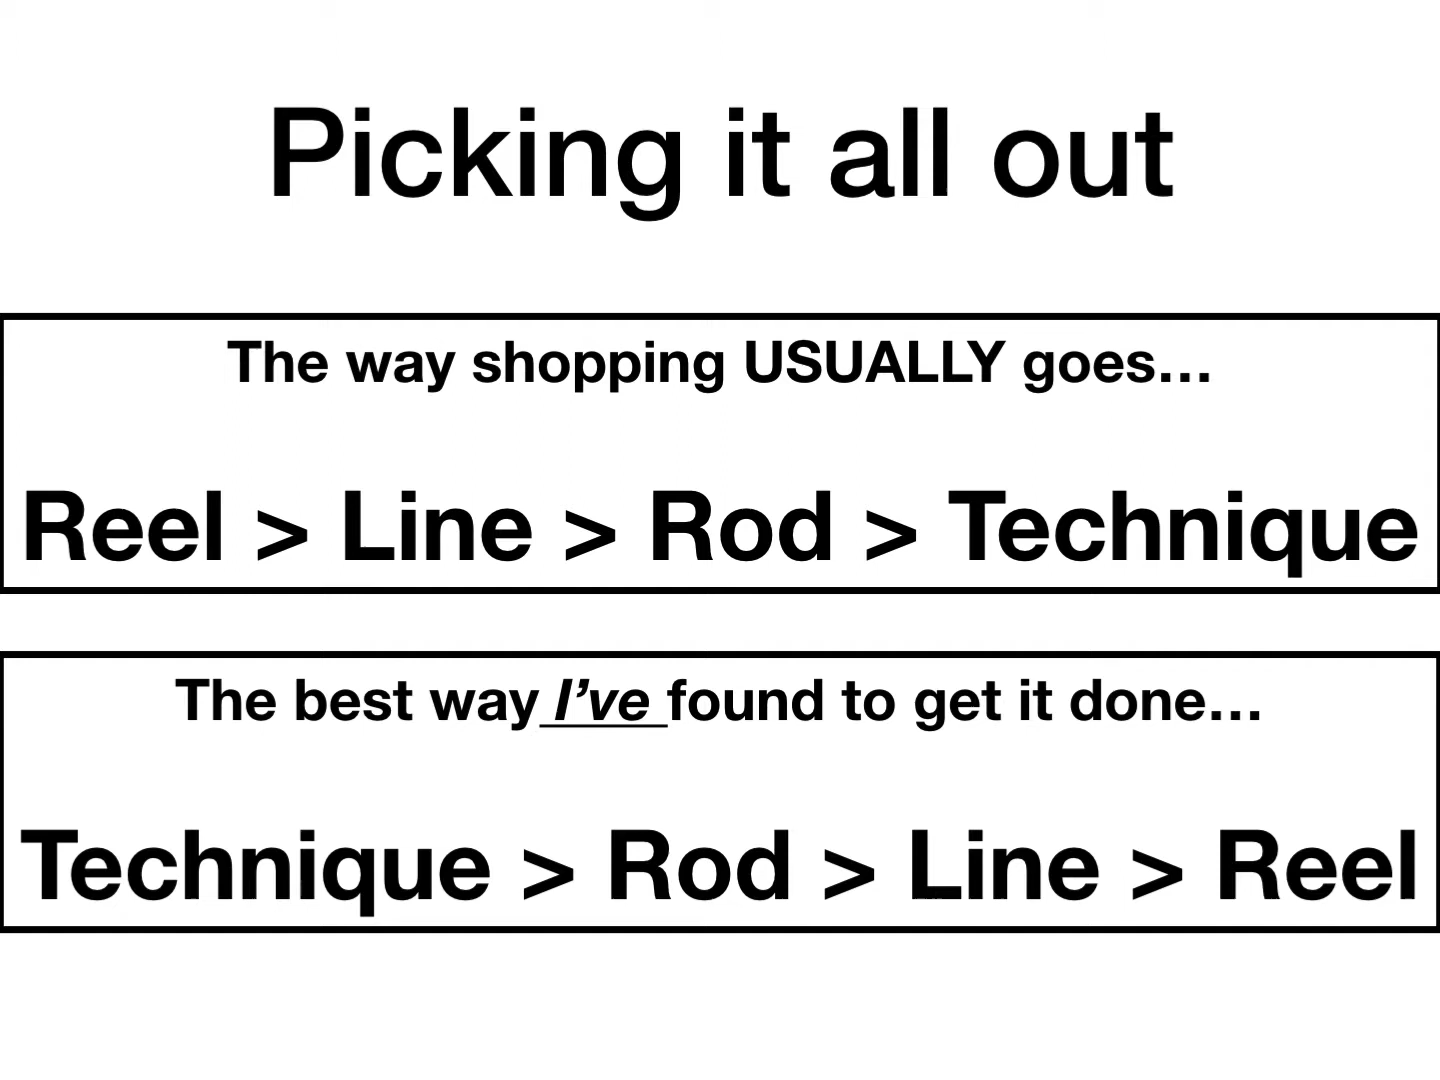 Picking it all out
The way shopping USUALLY goes…
Reel > Line > Rod > Technique
The best way I’ve found to get it done…
Technique > Rod > Line > Reel